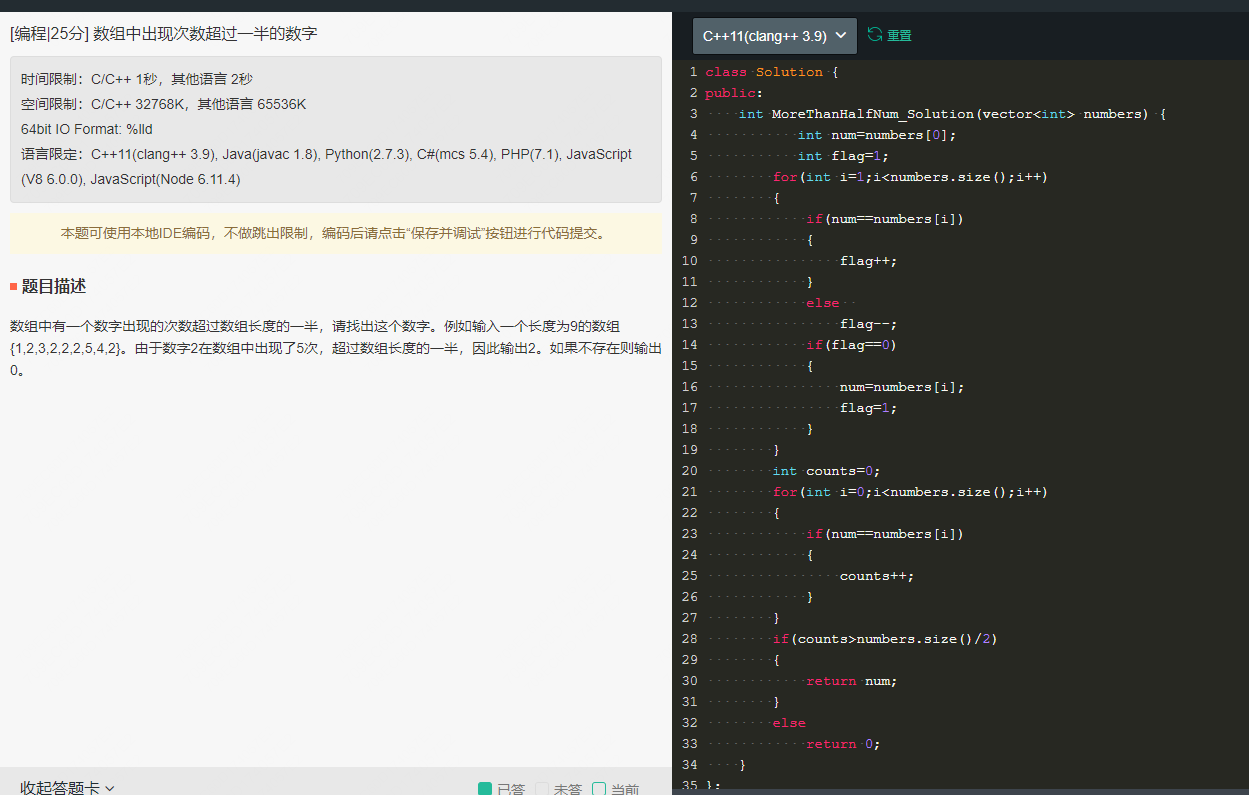 [编程|25分] 数组中出现次数超过一半的数字
时间限制：C/C++ 1秒，其他语言 2秒
空间限制：C/C++ 32768K，其他语言 65536K
64bit IO Format: %lld
语言限定：C++11(clang++ 3.9), Java(javac 1.8), Python(2.7.3), C#(mcs 5.4), PHP(7.1), JavaScript
(V8 6.0.0), JavaScript(Node 6.11.4)
本题可使用本地IDE编码，不做跳出限制，编码后请点击“保存并调试”按钮进行代码提交。
题目描述
数组中有一个数字出现的次数超过数组长度的一半，请找出这个数字。例如输入一个长度为9的数组
{1,2,3,2,2,2,5,4,2}。由于数字2在数组中出现了5次，超过数组长度的一半，因此输出2。如果不存在则输出
0。
收起答题卡
已答 未答 当前
C++11(clang++ 3.9) 重置
1 class Solution {
2 public:
3     int MoreThanHalfNum_Solution(vector<int> numbers) {
4            int num=numbers[0];
5            int flag=1;
6         for(int i=1;i<numbers.size();i++)
7         {
8             if(num==numbers[i])
9             {
10                 flag++;
11             }
12             else
13                 flag--;
14             if(flag==0)
15             {
16                 num=numbers[i];
17                 flag=1;
18             }
19         }
20         int counts=0;
21         for(int i=0;i<numbers.size();i++)
22         {
23             if(num==numbers[i])
24             {
25                 counts++;
26             }
27         }
28         if(counts>numbers.size()/2)
29         {
30             return num;
31         }
32         else
33             return 0;
34     }
35 };